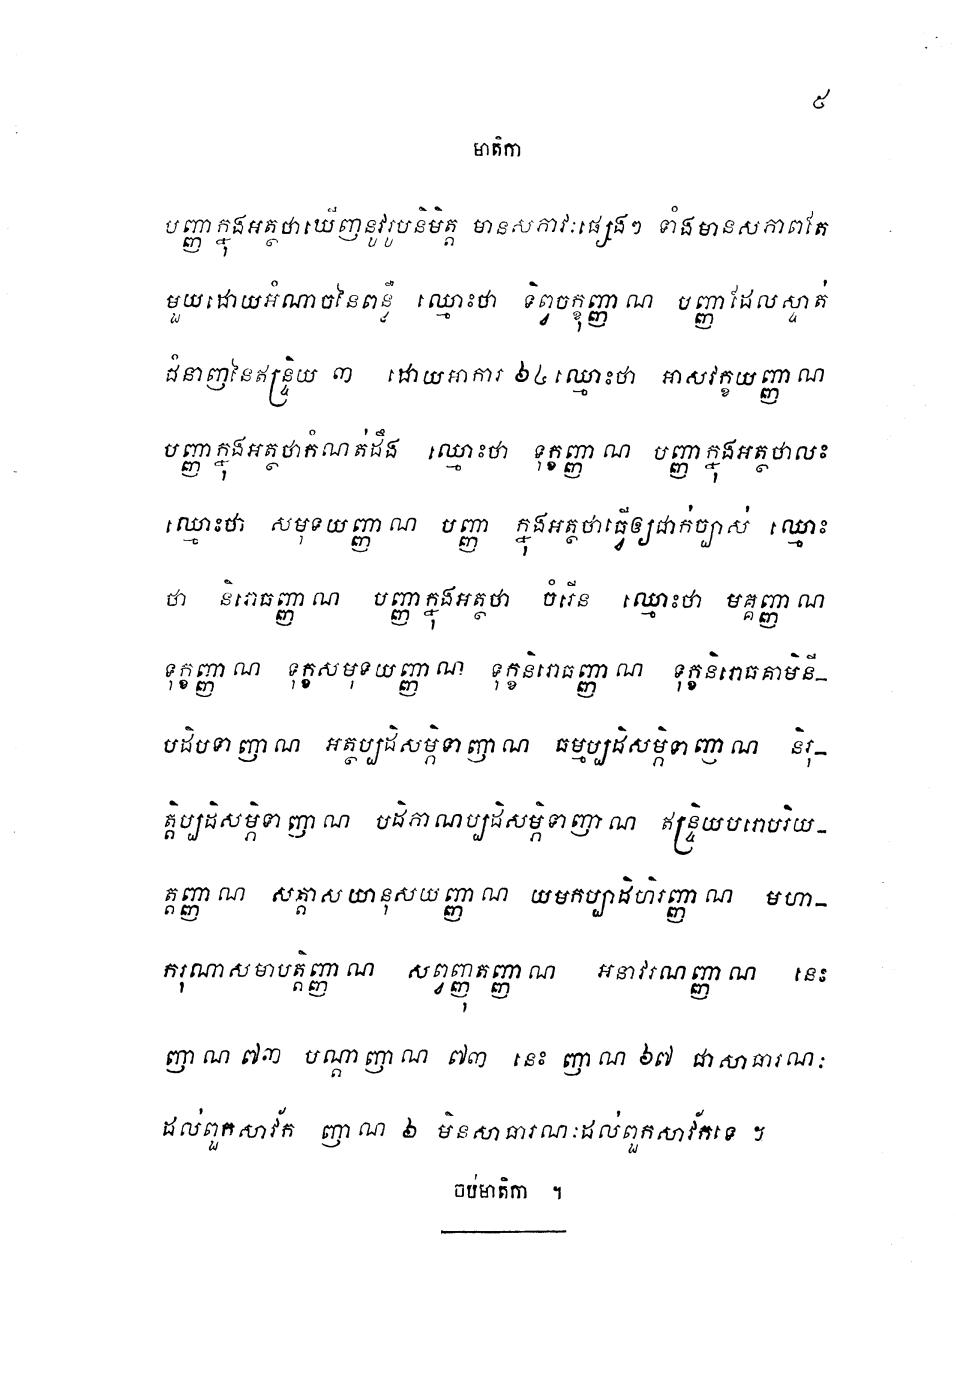 ៥
មាតិកា
បញ្ញាក្នុងអត្ថថាឃើញនូវរូបនិមិត្ត មានសភាវៈផ្សេងៗ ទាំងមានសភាពតែ
មួយដោយអំណាចនៃពន្លឺ ឈ្មោះថា ទិព្វចក្ខុញ្ញាណ បញ្ញាដែលស្ទាត់
ជំនាញនៃឥន្ទ្រិយ ៣ ដោយអាការ ៦៤ ឈ្មោះថា អាសវក្ខយញ្ញាណ
បញ្ញាក្នុងអត្ថថាកំណត់ដឹង ឈ្មោះថា ទុក្ខញ្ញាណ បញ្ញាក្នុងអត្ថថាលះ
ឈ្មោះថា សមុទយញ្ញាណ បញ្ញា ក្នុងអត្ថថាធ្វើឲ្យជាក់ច្បាស់ ឈ្មោះ
ថា និរោធញ្ញាណ បញ្ញាក្នុងអត្ថថា ចំរើន ឈ្មោះថា មគ្គញ្ញាណ
ទុក្ខញ្ញាណ ទុក្ខសមុទយញ្ញាណ ទុក្ខនិរោធញ្ញាណ ទុក្ខនិរោធគាមិនី-
បដិបទាញាណ អត្ថប្បដិសម្ភិទាញាណ ធម្មប្បដិសម្ភិទាញាណ និរុ-
ត្តិប្បដិសម្ភិទាញាណ បដិភាណប្បដិសម្ភិទាញាណ ឥន្ទ្រិយបរោបរិយ-
ត្តញ្ញាណ សត្តាសយានុសយញ្ញាណ យមកប្បាដិហិរញ្ញាណ មហា-
ករុណាសមាបត្តិញ្ញាណ សព្វញ្ញុតញ្ញាណ អនាវរណញ្ញាណ នេះ
ញាណ ៧៣ បណ្តាញាណ ៧៣ នេះ ញាណ ៦៧ ជាសាធារណៈ
ដល់ពួកសាវ័ក ញាណ ៦ មិនសាធារណៈដល់ពួកសាវ័កទេ ។
ចប់មាតិកា ។